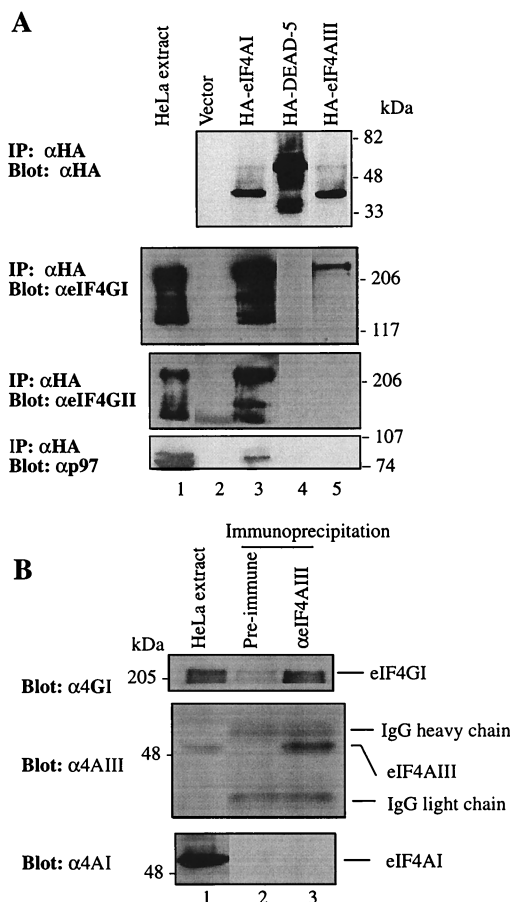 A
HeLa extract
Vector
HA-eIF4AI
HA-DEAD-5
HA-eIF4AIII
kDa
IP: αHA
Blot: αHA
- 82
- 48
- 33
IP: αHA
Blot: αeIF4GI
- 206
- 117
IP: αHA
Blot: αeIF4GII
- 206
IP: αHA
Blot: αp97
- 107
- 74
1 2 3 4 5
Immunoprecipitation
B
HeLa extract
Pre-immune
αeIF4AIII
kDa
Blot: α4GI
205 -
eIF4GI
Blot: α4AIII
48 -
IgG heavy chain
eIF4AIII
IgG light chain
Blot: α4AI
48 -
eIF4AI
1 2 3